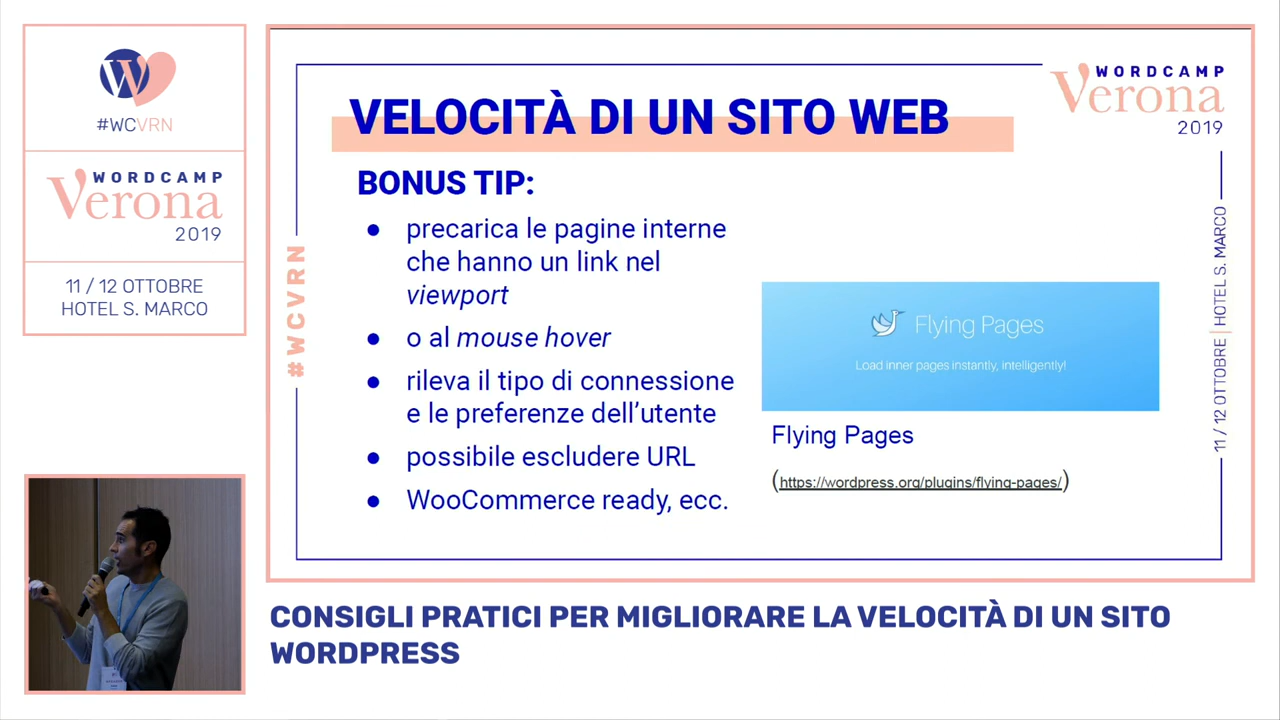 #WCVRN
WORDCAMP
Verona
2019
11 / 12 OTTOBRE
HOTEL S. MARCO
WORDCAMP
Verona
2019
VELOCITÀ DI UN SITO WEB
BONUS TIP:
● precarica le pagine interne
che hanno un link nel
viewport
● o al mouse hover
● rileva il tipo di connessione
e le preferenze dell’utente
● possibile escludere URL
● WooCommerce ready, ecc.
Flying Pages
Load inner pages instantly, intelligently!
Flying Pages
(https://wordpress.org/plugins/flying-pages/)
#WCVRN
11 / 12 OTTOBRE | HOTEL S. MARCO
CONSIGLI PRATICI PER MIGLIORARE LA VELOCITÀ DI UN SITO
WORDPRESS